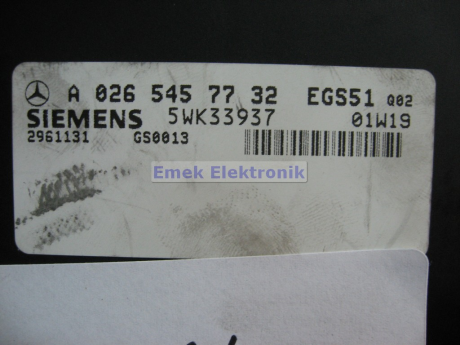 A 026 545 77 32 EGS51 Q02
SIEMENS 5WK33937 01W19
2961131 GS0013
Emek Elektronik